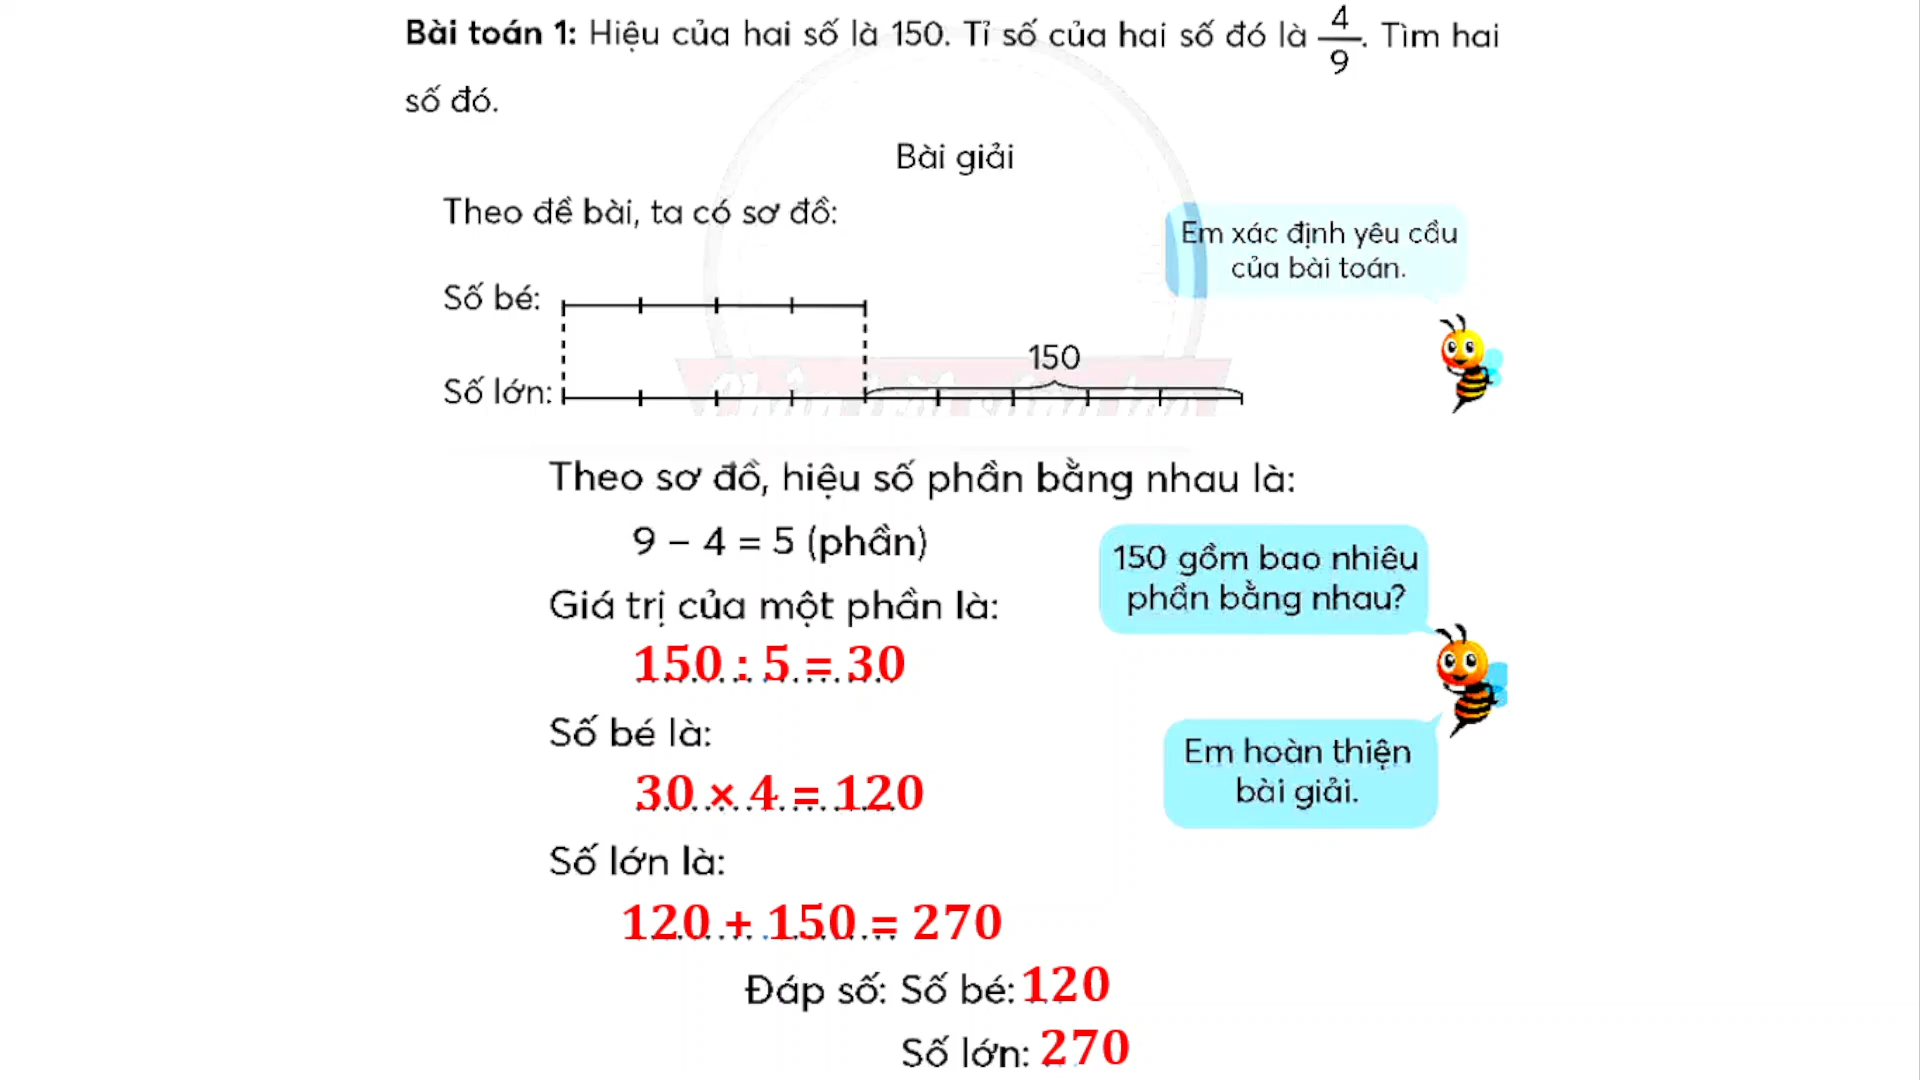 Bài toán 1: Hiệu của hai số là 150. Tỉ số của hai số đó là 4/9. Tìm hai
số đó.
Bài giải
Theo đề bài, ta có sơ đồ:
Em xác định yêu cầu
của bài toán.
Số bé:
150
Số lớn:
Theo sơ đồ, hiệu số phần bằng nhau là:
9 – 4 = 5 (phần)
150 gồm bao nhiêu
phần bằng nhau?
Giá trị của một phần là:
150 : 5 = 30
Số bé là:
Em hoàn thiện
bài giải.
30 × 4 = 120
Số lớn là:
120 + 150 = 270
Đáp số: Số bé: 120
Số lớn: 270